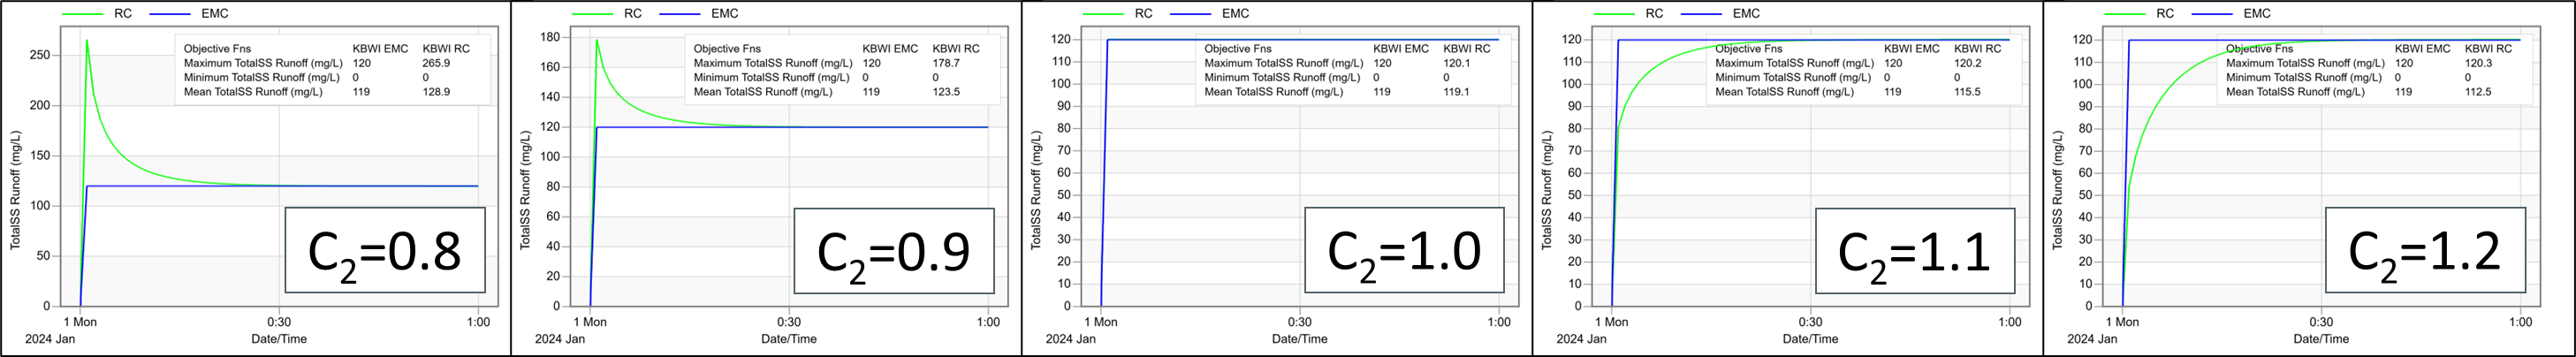 RC EMC
Objective Fns KBWI EMC KBWI RC
Maximum TotalSS Runoff (mg/L) 120 265.9
Minimum TotalSS Runoff (mg/L) 0 0
Mean TotalSS Runoff (mg/L) 119 128.9
TotalSS Runoff (mg/L)
250
200
150
100
50
0
C₂=0.8
1 Mon 0:30 1:00
2024 Jan Date/Time
RC EMC
Objective Fns KBWI EMC KBWI RC
Maximum TotalSS Runoff (mg/L) 120 178.7
Minimum TotalSS Runoff (mg/L) 0 0
Mean TotalSS Runoff (mg/L) 119 123.5
TotalSS Runoff (mg/L)
180
160
140
120
100
80
60
40
20
0
C₂=0.9
1 Mon 0:30 1:00
2024 Jan Date/Time
RC EMC
Objective Fns KBWI EMC KBWI RC
Maximum TotalSS Runoff (mg/L) 120 120.1
Minimum TotalSS Runoff (mg/L) 0 0
Mean TotalSS Runoff (mg/L) 119 119.1
TotalSS Runoff (mg/L)
120
110
100
90
80
70
60
50
40
30
20
10
0
C₂=1.0
1 Mon 0:30 1:00
2024 Jan Date/Time
RC EMC
Objective Fns KBWI EMC KBWI RC
Maximum TotalSS Runoff (mg/L) 120 120.2
Minimum TotalSS Runoff (mg/L) 0 0
Mean TotalSS Runoff (mg/L) 119 115.5
TotalSS Runoff (mg/L)
120
110
100
90
80
70
60
50
40
30
20
10
0
C₂=1.1
1 Mon 0:30 1:00
2024 Jan Date/Time
RC EMC
Objective Fns KBWI EMC KBWI RC
Maximum TotalSS Runoff (mg/L) 120 120.3
Minimum TotalSS Runoff (mg/L) 0 0
Mean TotalSS Runoff (mg/L) 119 112.5
TotalSS Runoff (mg/L)
120
110
100
90
80
70
60
50
40
30
20
10
0
C₂=1.2
1 Mon 0:30 1:00
2024 Jan Date/Time